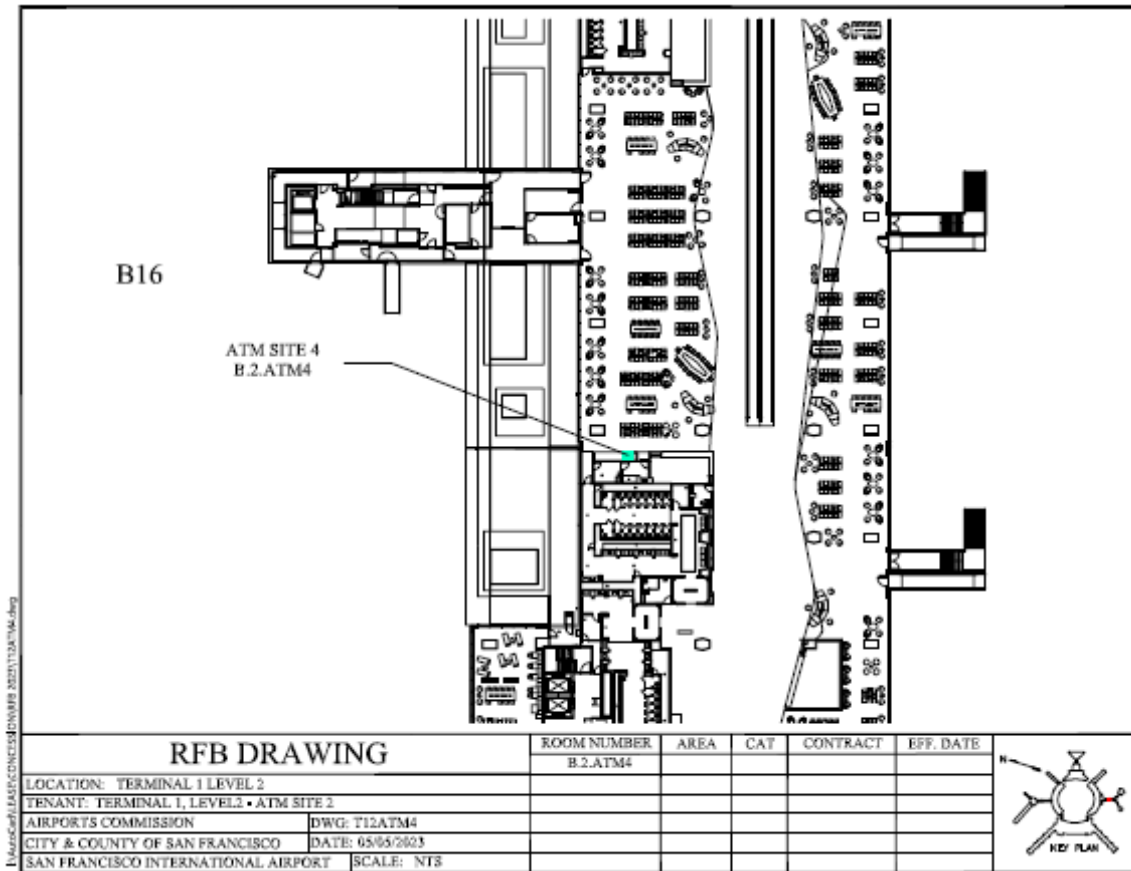 B16
ATM SITE 4
B.2.ATM4
RFB DRAWING
ROOM NUMBER AREA CAT CONTRACT EFF. DATE
B.2.ATM4
LOCATION: TERMINAL 1 LEVEL 2
TENANT: TERMINAL 1, LEVEL2 • ATM SITE 2
AIRPORTS COMMISSION DWG: T12ATM4
CITY & COUNTY OF SAN FRANCISCO DATE: 05/05/2023
SAN FRANCISCO INTERNATIONAL AIRPORT SCALE: NTS
N
KEY PLAN